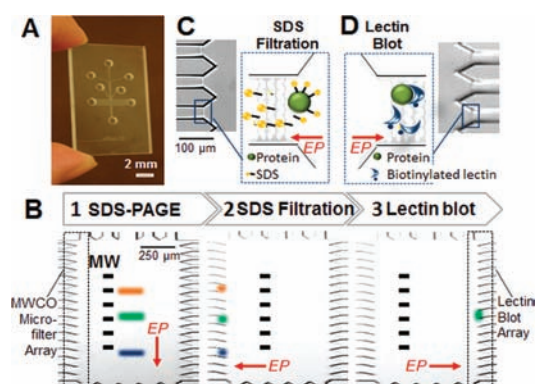 A
2 mm
C
SDS
Filtration
100 µm
EP
Protein
SDS
D
Lectin
Blot
EP
Protein
Biotinylated lectin
B
1 SDS-PAGE
2 SDS Filtration
3 Lectin blot
MWCO
Micro-
filter
Array
MW
250 µm
EP
EP
EP
Lectin
Blot
Array